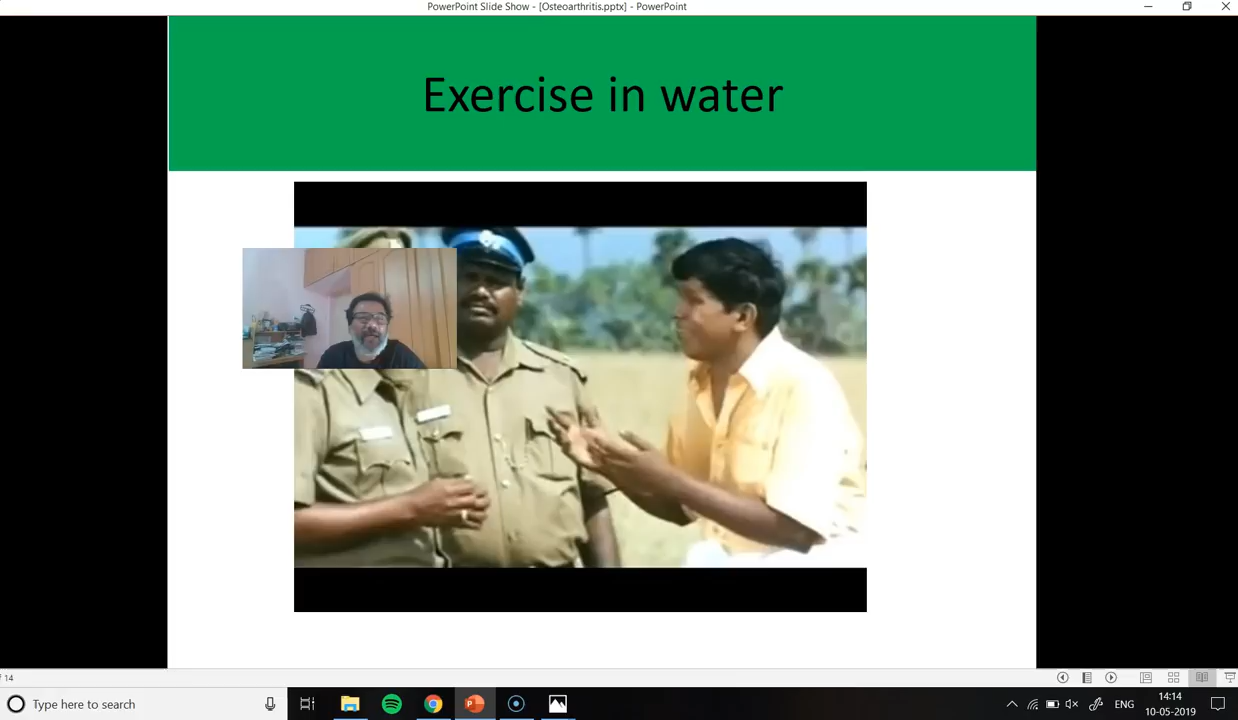 PowerPoint Slide Show - [Osteoarthritis.pptx] - PowerPoint
Exercise in water
14
Type here to search
ENG
14:14
10-05-2019